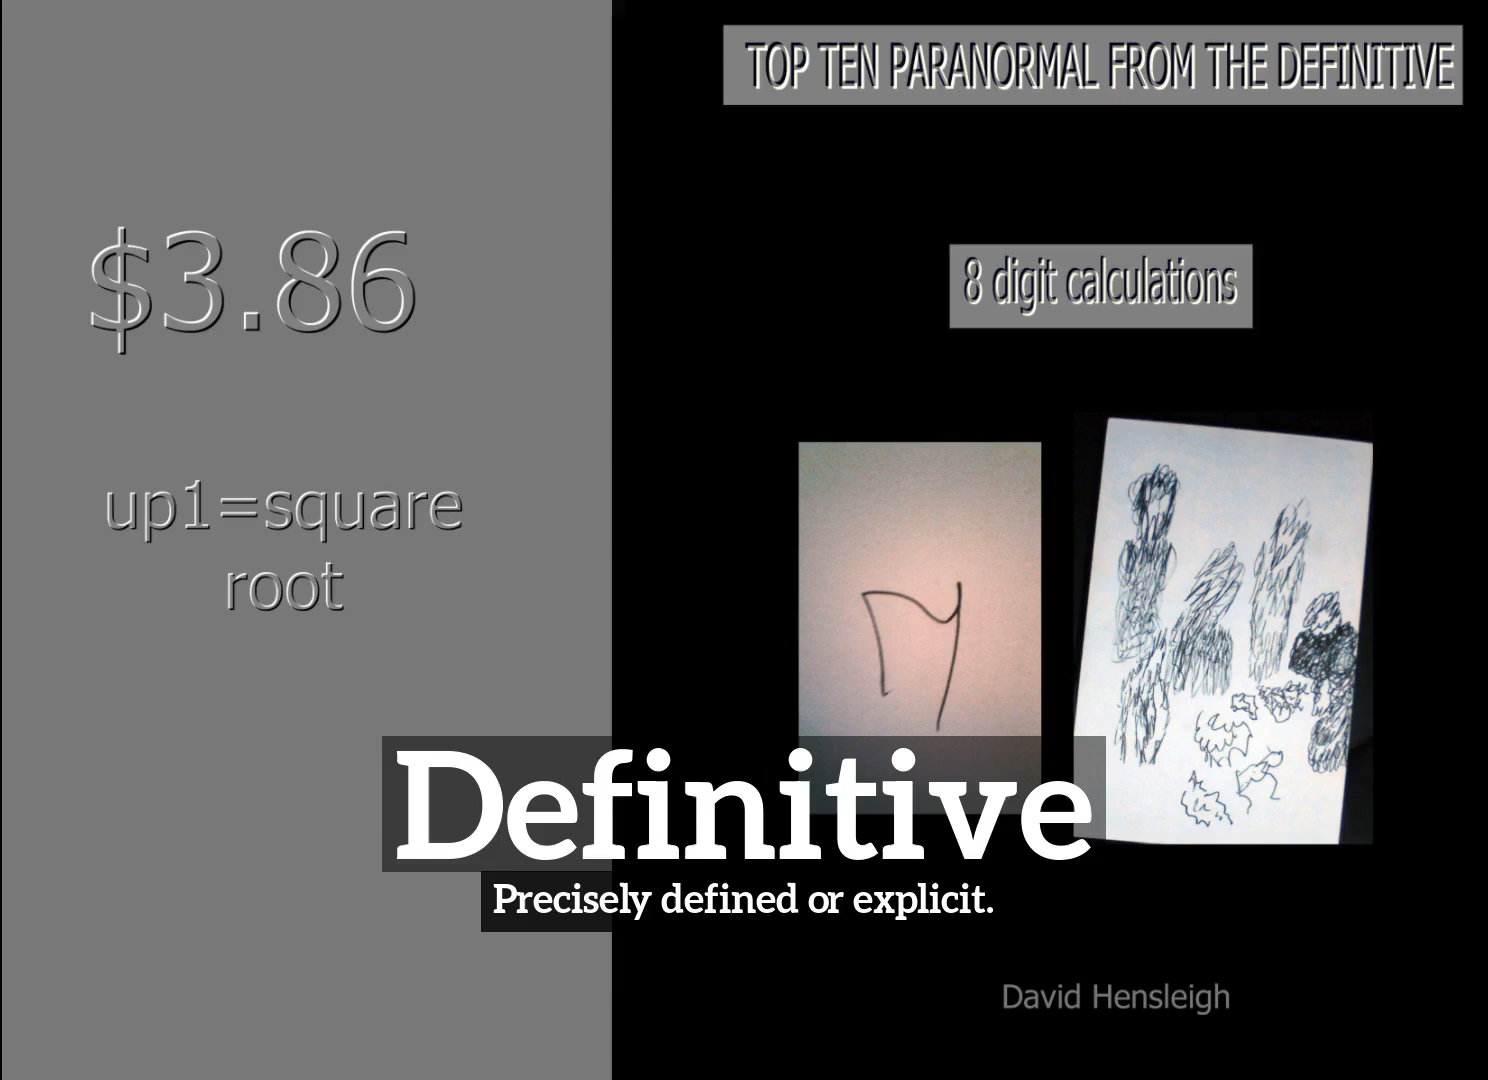 TOP TEN PARANORMAL FROM THE DEFINITIVE
$3.86
8 digit calculations
up1=square
root
Definitive
Precisely defined or explicit.
David Hensleigh